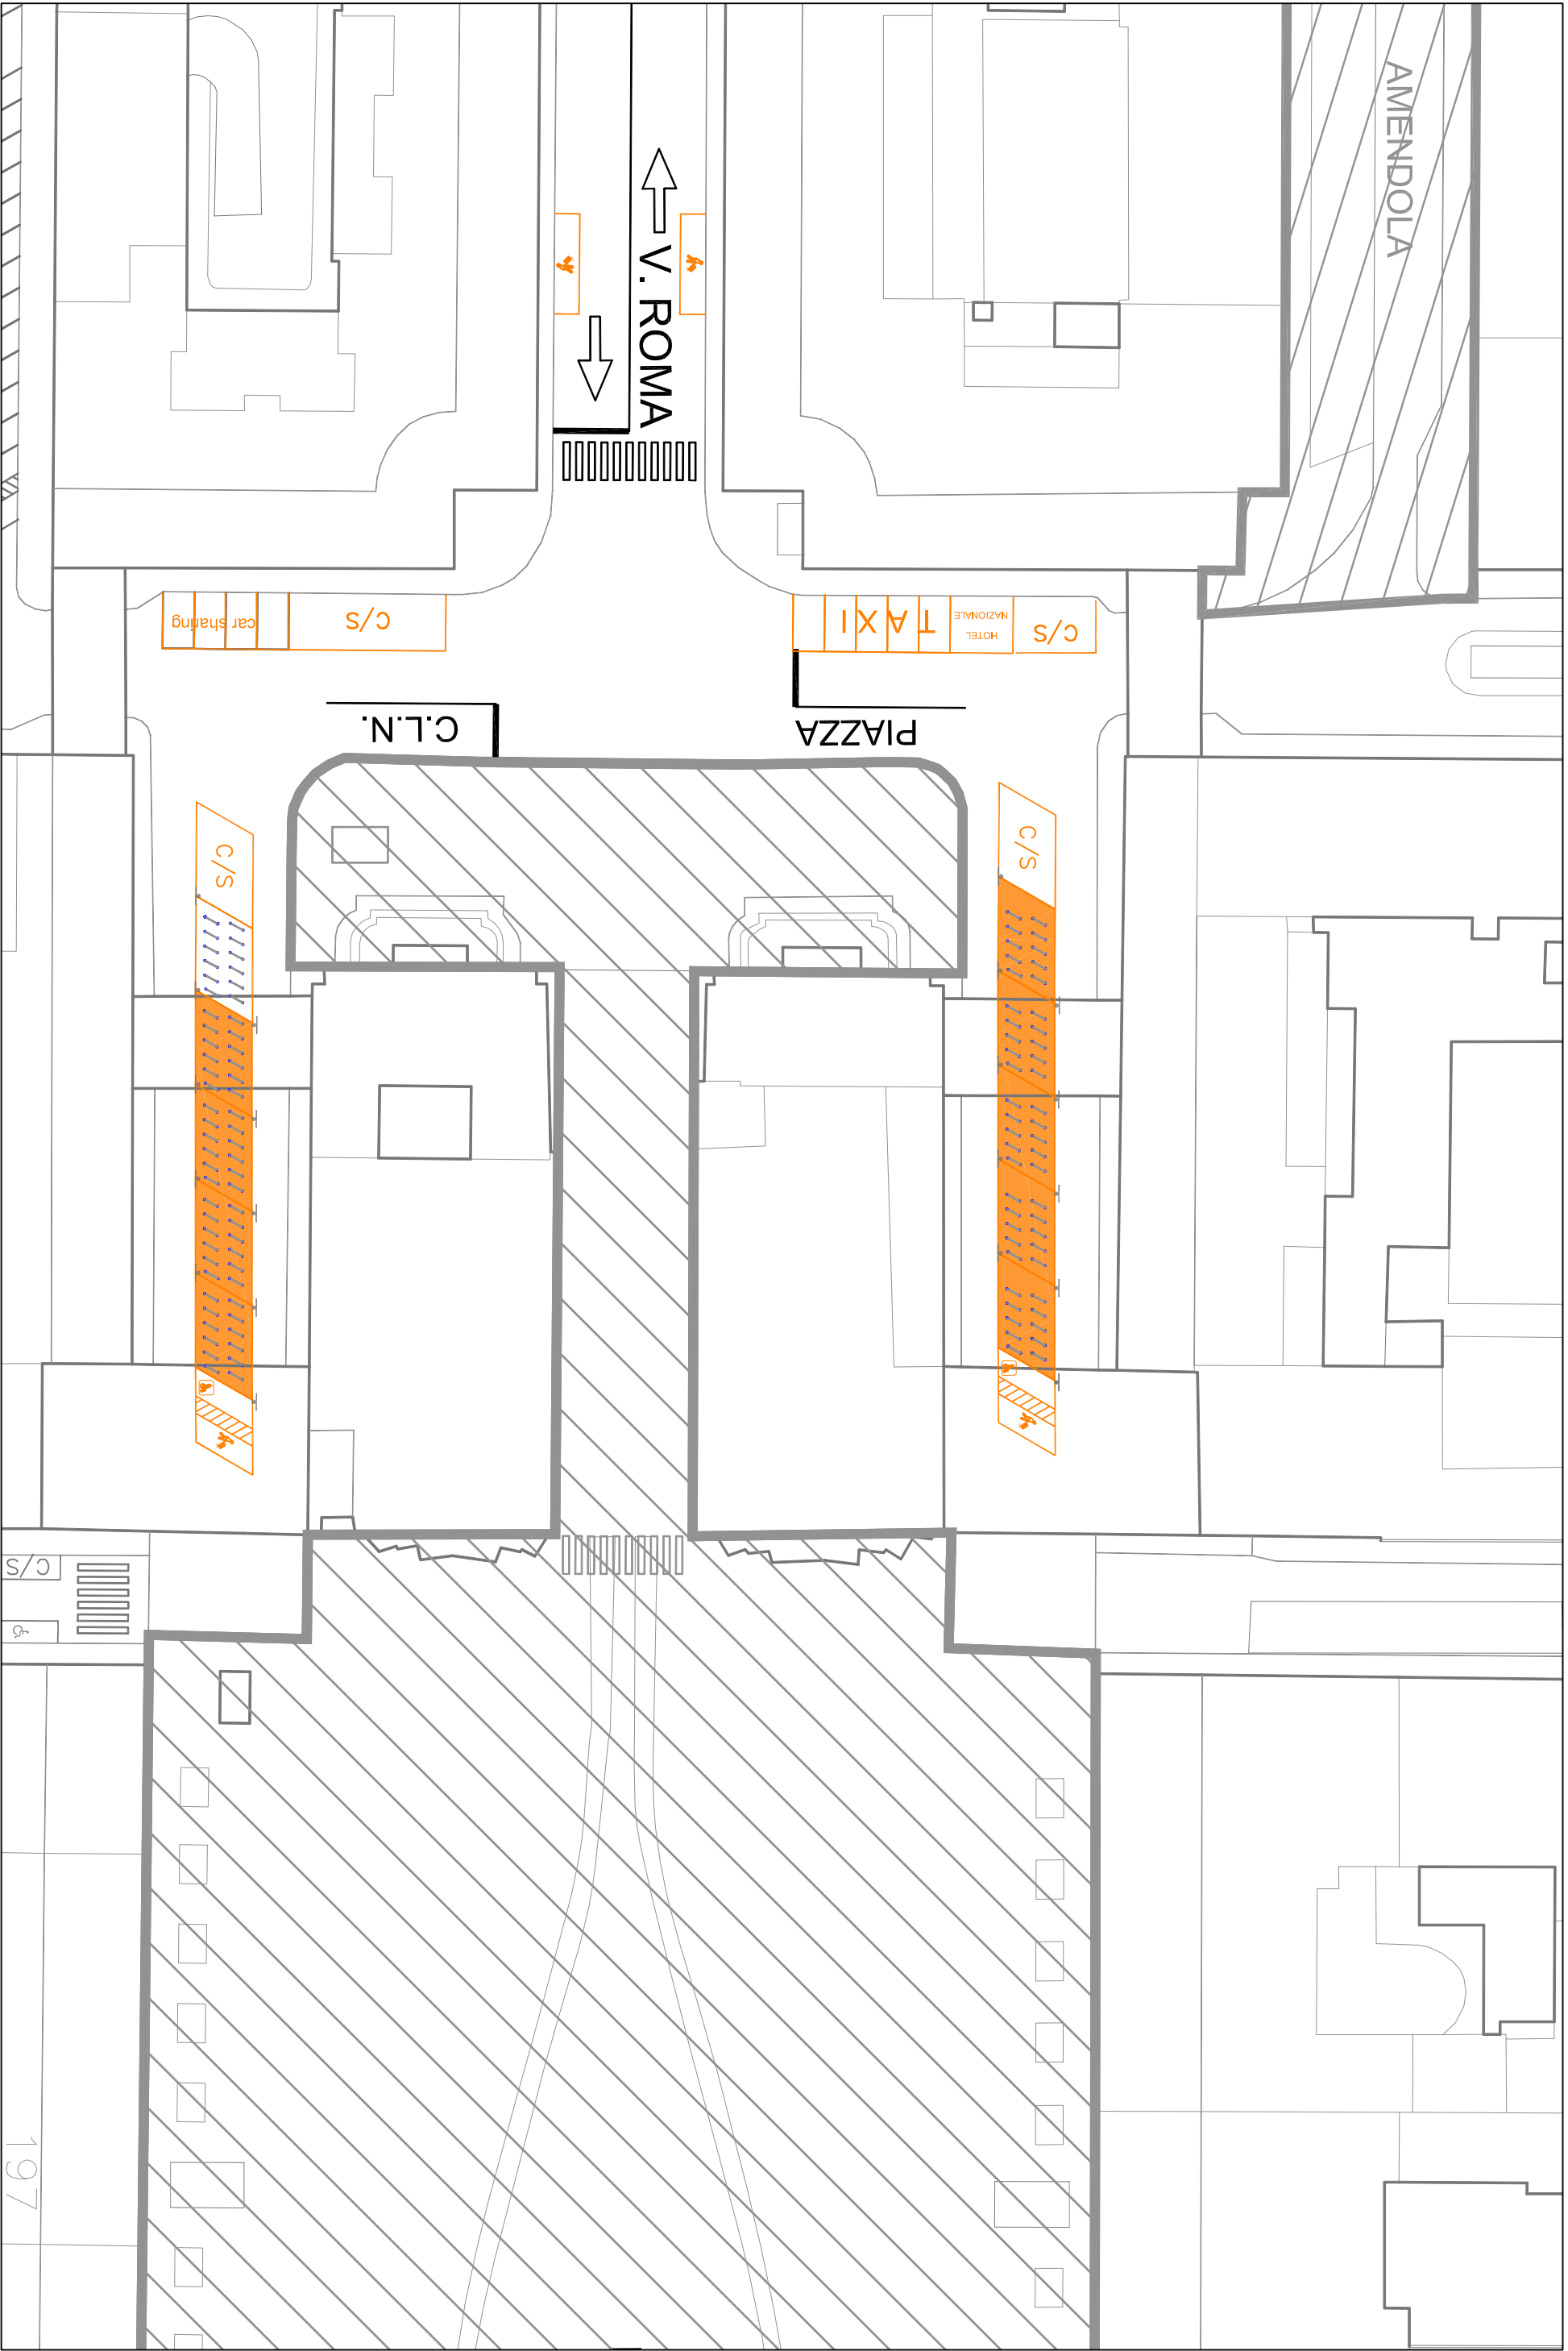 AMENDOLA
V. ROMA
car sharing
C/S
TAXI
HOTEL
NAZIONALE
C/S
PIAZZA
C.L.N.
C/S
C/S
C/S
197